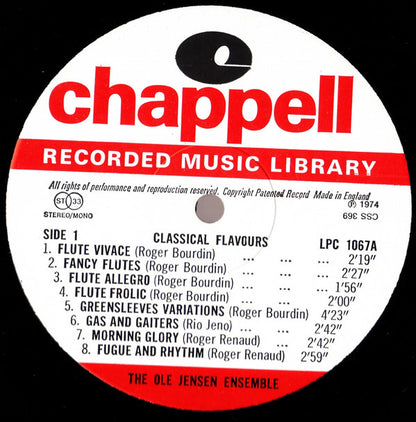 chappell
RECORDED MUSIC LIBRARY
All rights of performance and reproduction reserved. Copyright Patented Record Made in England
ST 33
STEREO/MONO
℗ 1974
CSS 369
SIDE 1 CLASSICAL FLAVOURS LPC 1067A
1. FLUTE VIVACE (Roger Bourdin) ... ... 2'19"
2. FANCY FLUTES (Roger Bourdin) ... ... 2'27"
3. FLUTE ALLEGRO (Roger Bourdin) ... 1'56"
4. FLUTE FROLIC (Roger Bourdin) ... ... 2'00"
5. GREENSLEEVES VARIATIONS (Roger Bourdin) 4'23"
6. GAS AND GAITERS (Rio Jeno) ... ... 2'42"
7. MORNING GLORY (Roger Renaud) ... 2'42"
8. FUGUE AND RHYTHM (Roger Renaud) 2'59"
THE OLE JENSEN ENSEMBLE